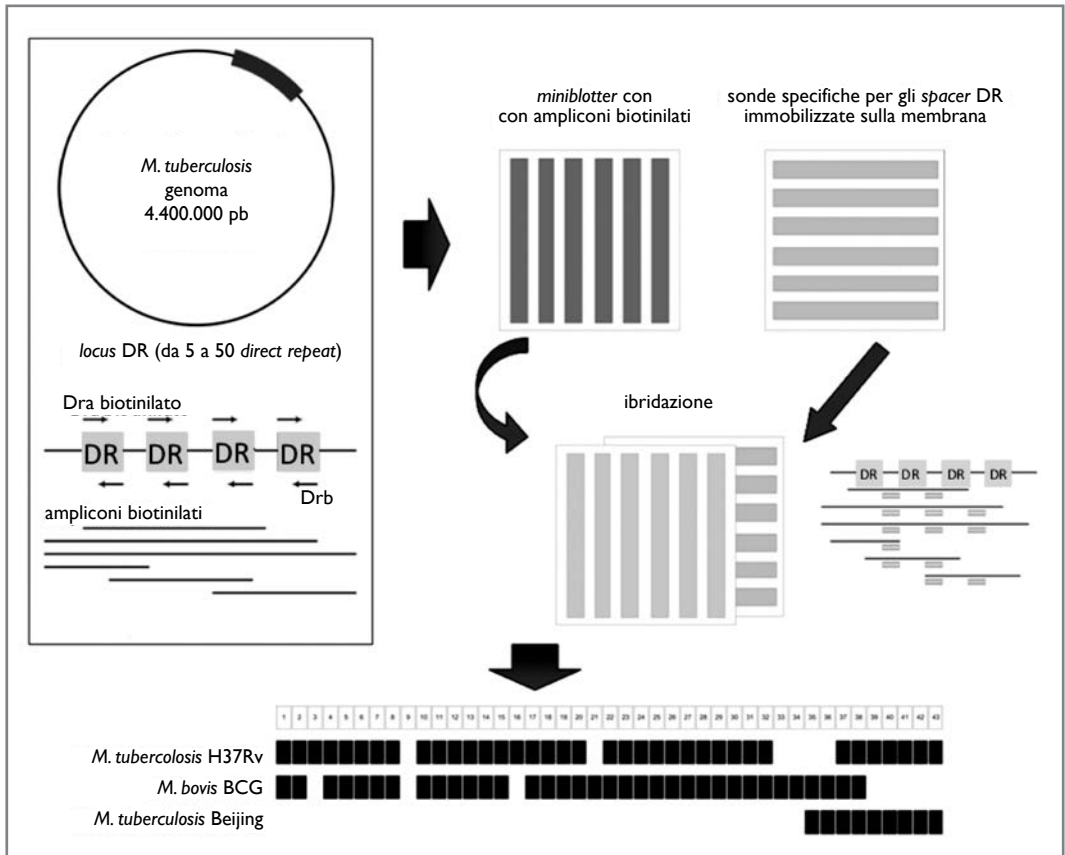 M. tuberculosis
genoma
4.400.000 pb
locus DR (da 5 a 50 direct repeat)
Dra biotinilato
DR DR DR DR
Drb
ampliconi biotinilati
miniblotter con
con ampliconi biotinilati
sonde specifiche per gli spacer DR
immobilizzate sulla membrana
ibridazione
DR DR DR DR
1 2 3 4 5 6 7 8 9 10 11 12 13 14 15 16 17 18 19 20 21 22 23 24 25 26 27 28 29 30 31 32 33 34 35 36 37 38 39 40 41 42 43
M. tubercolosis H37Rv
M. bovis BCG
M. tuberculosis Beijing